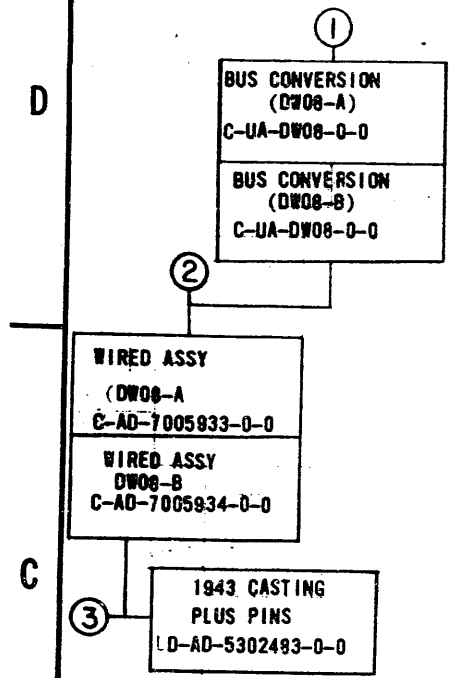 1
D
BUS CONVERSION
(DW08-A)
C-UA-DW08-0-0
BUS CONVERSION
(DW08-B)
C-UA-DW08-0-0
2
WIRED ASSY
(DW08-A
C-AD-7005933-0-0
WIRED ASSY
DW08-B
C-AD-7005934-0-0
C
3
1943 CASTING
PLUS PINS
D-AD-5302493-0-0